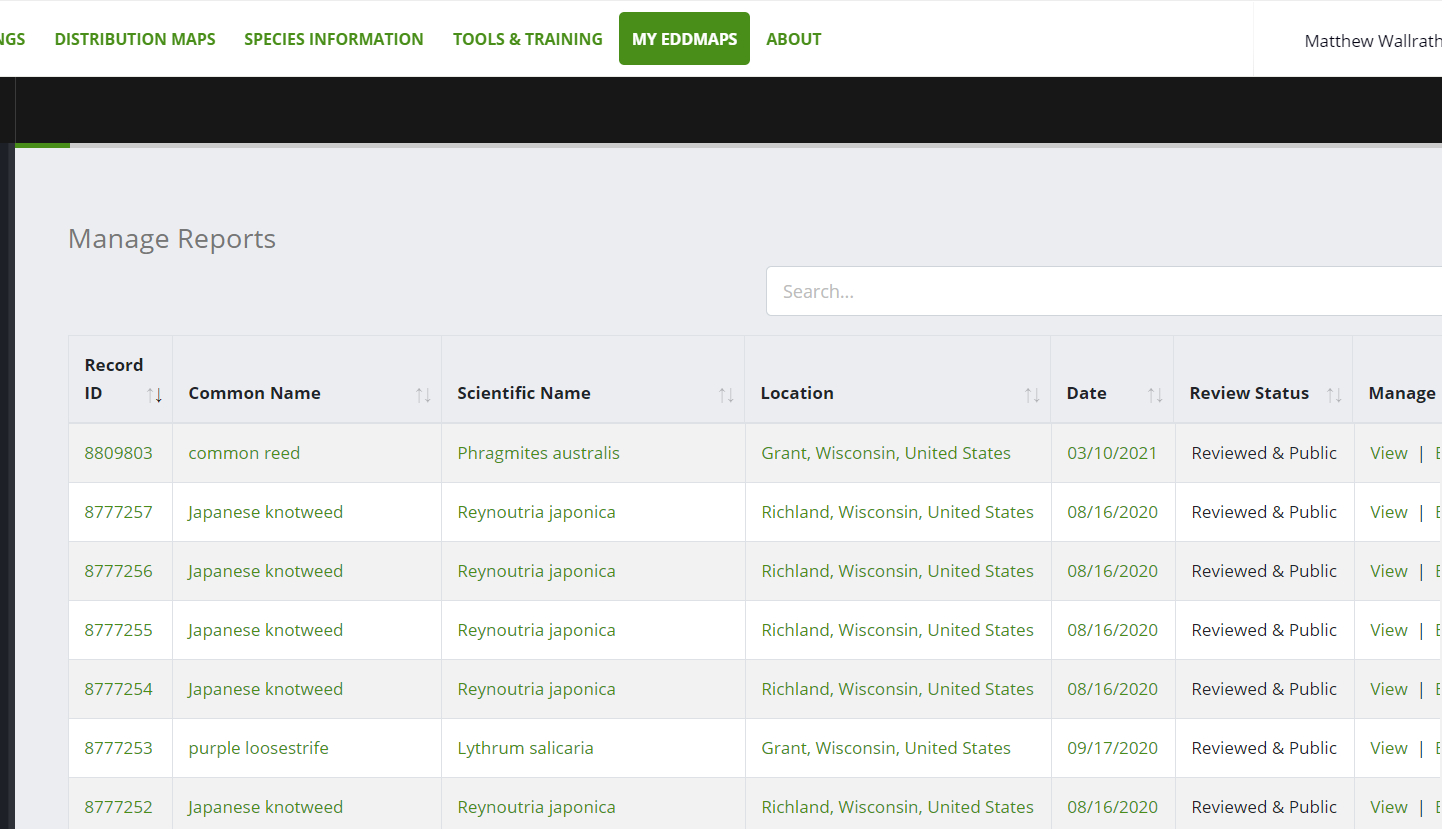 DISTRIBUTION MAPS SPECIES INFORMATION TOOLS & TRAINING MY EDDMAPS ABOUT Matthew Wallrath
Manage Reports
Search...
Record ID Common Name Scientific Name Location Date Review Status Manage
8809803 common reed Phragmites australis Grant, Wisconsin, United States 03/10/2021 Reviewed & Public View |
8777257 Japanese knotweed Reynoutria japonica Richland, Wisconsin, United States 08/16/2020 Reviewed & Public View |
8777256 Japanese knotweed Reynoutria japonica Richland, Wisconsin, United States 08/16/2020 Reviewed & Public View |
8777255 Japanese knotweed Reynoutria japonica Richland, Wisconsin, United States 08/16/2020 Reviewed & Public View |
8777254 Japanese knotweed Reynoutria japonica Richland, Wisconsin, United States 08/16/2020 Reviewed & Public View |
8777253 purple loosestrife Lythrum salicaria Grant, Wisconsin, United States 09/17/2020 Reviewed & Public View |
8777252 Japanese knotweed Reynoutria japonica Richland, Wisconsin, United States 08/16/2020 Reviewed & Public View |